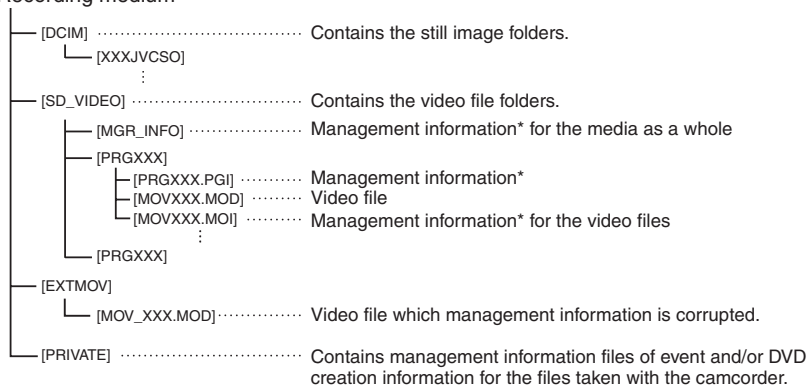 [DCIM] Contains the still image folders.
[XXXJVCSO]
[SD_VIDEO] Contains the video file folders.
[MGR_INFO] Management information* for the media as a whole
[PRGXXX]
[PRGXXX.PGI] Management information*
[MOVXXX.MOD] Video file
[MOVXXX.MOI] Management information* for the video files
[PRGXXX]
[EXTMOV]
[MOV_XXX.MOD] Video file which management information is corrupted.
[PRIVATE] Contains management information files of event and/or DVD
creation information for the files taken with the camcorder.